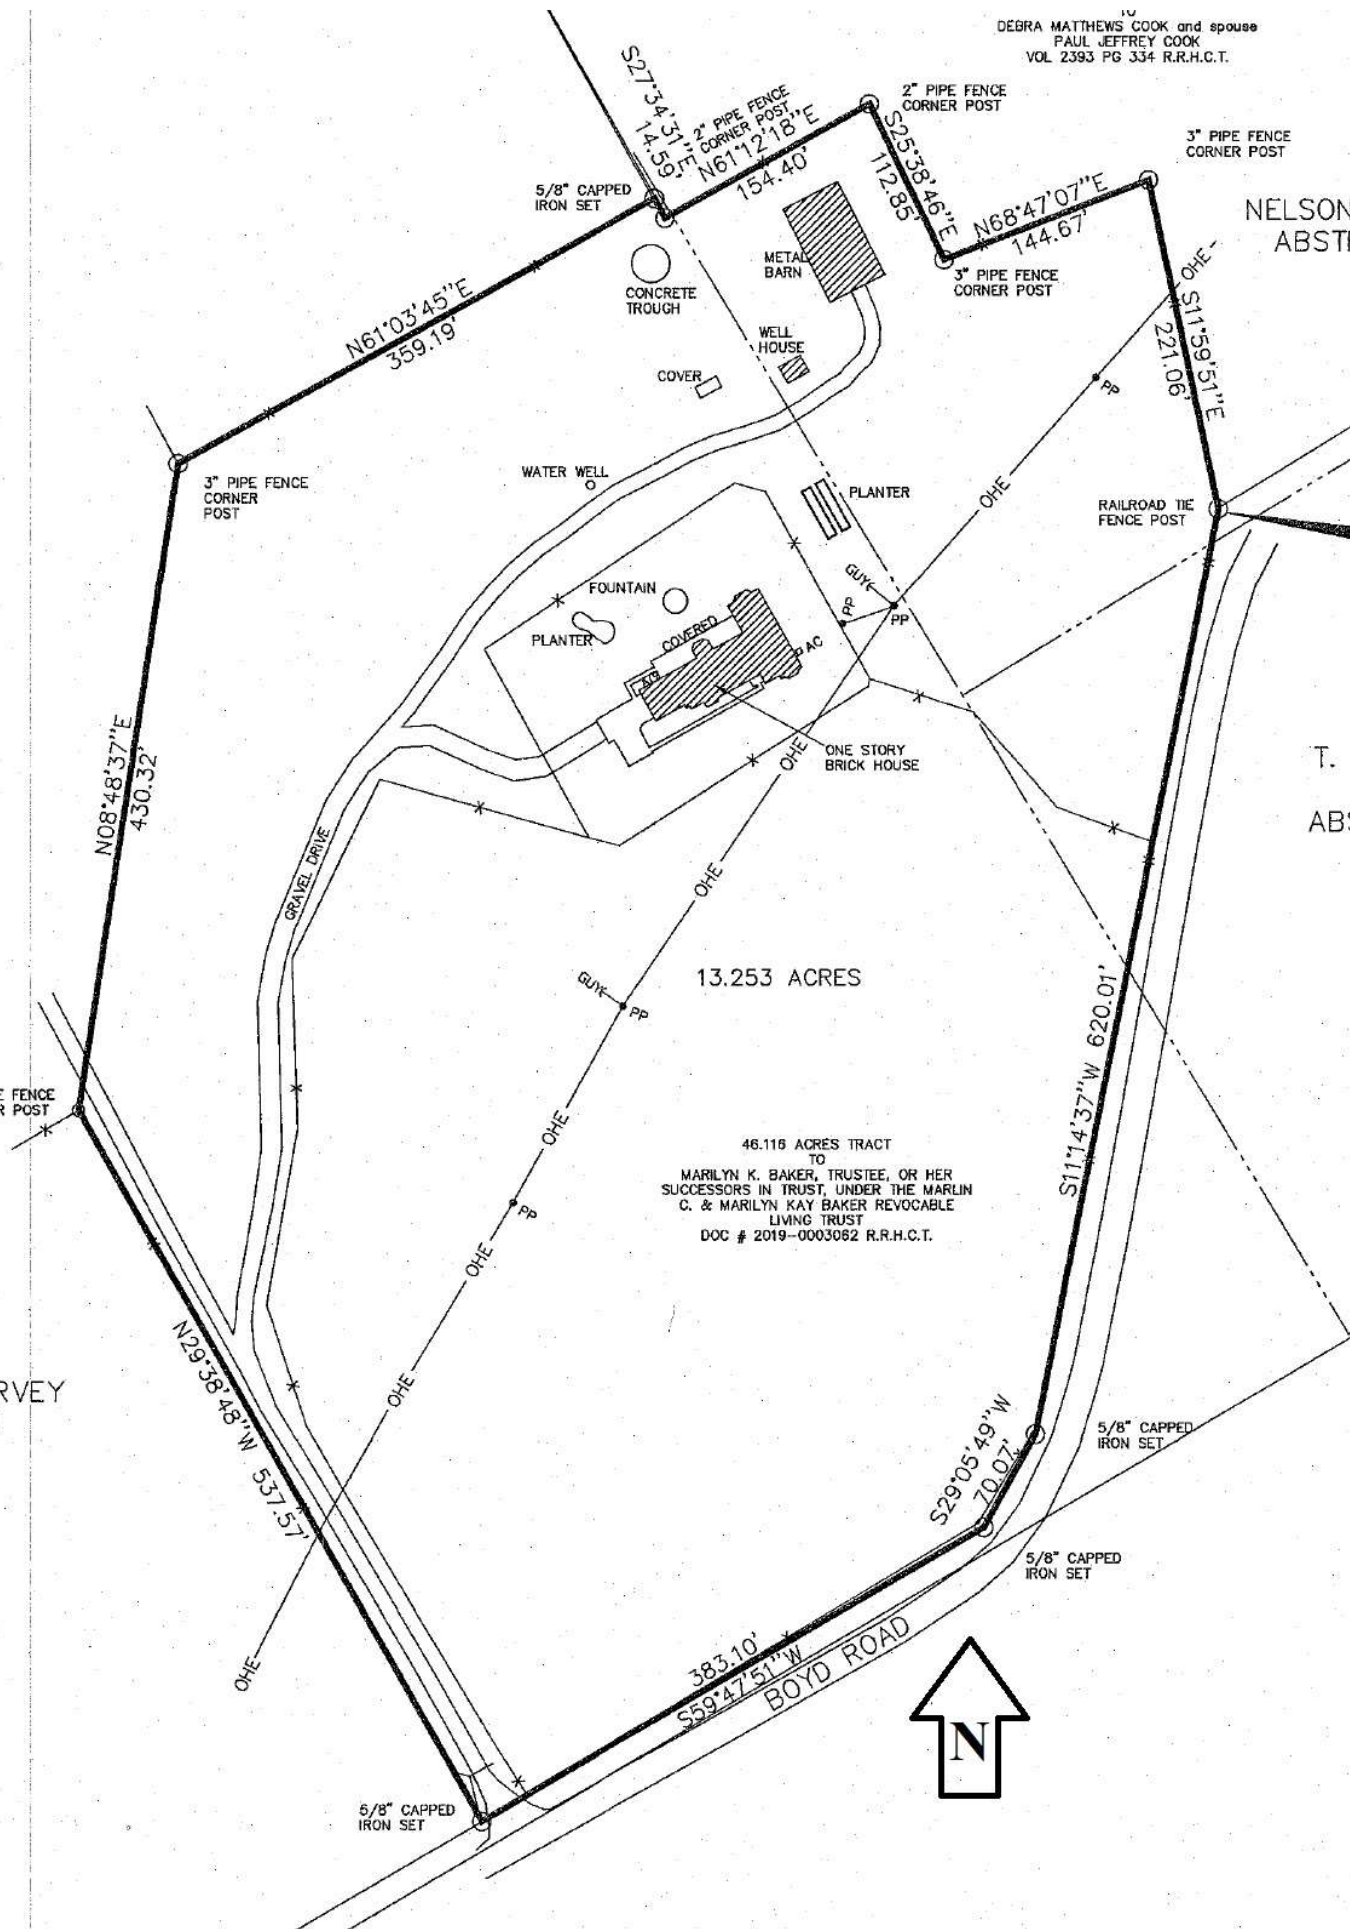 TO
DEBRA MATTHEWS COOK and spouse
PAUL JEFFREY COOK
VOL 2393 PG 334 R.R.H.C.T.
S27°34'31"E
14.59'
2" PIPE FENCE
CORNER POST
N61°12'18"E
154.40'
2" PIPE FENCE
CORNER POST
S25°38'46"E
112.85'
3" PIPE FENCE
CORNER POST
N68°47'07"E
144.67'
3" PIPE FENCE
CORNER POST
5/8" CAPPED
IRON SET
NELSON
METAL
BARN
OHE
CONCRETE
TROUGH
N61°03'45"E
359.19'
WELL
HOUSE
S11°59'51"E
221.06'
COVER
PP
3" PIPE FENCE
CORNER
POST
WATER WELL
PLANTER
OHE
RAILROAD TIE
FENCE POST
GUY
FOUNTAIN
PP
PP
PLANTER
COVERED
AC
A/C
OHE
ONE STORY
BRICK HOUSE
T.
N08°48'37"E
430.32'
GRAVEL DRIVE
OHE
13.253 ACRES
GUY
PP
S11°14'37"W 620.01'
E FENCE
R POST
OHE
46.116 ACRES TRACT
TO
MARILYN K. BAKER, TRUSTEE, OR HER
SUCCESSORS IN TRUST, UNDER THE MARLIN
C. & MARILYN KAY BAKER REVOCABLE
LIVING TRUST
DOC # 2019-0003062 R.R.H.C.T.
PP
OHE
N29°38'48"W 537.57'
OHE
RVEY
S29°05'49"W
70.07'
5/8" CAPPED
IRON SET
5/8" CAPPED
IRON SET
OHE
383.10'
S59°47'51"W
BOYD ROAD
N
5/8" CAPPED
IRON SET